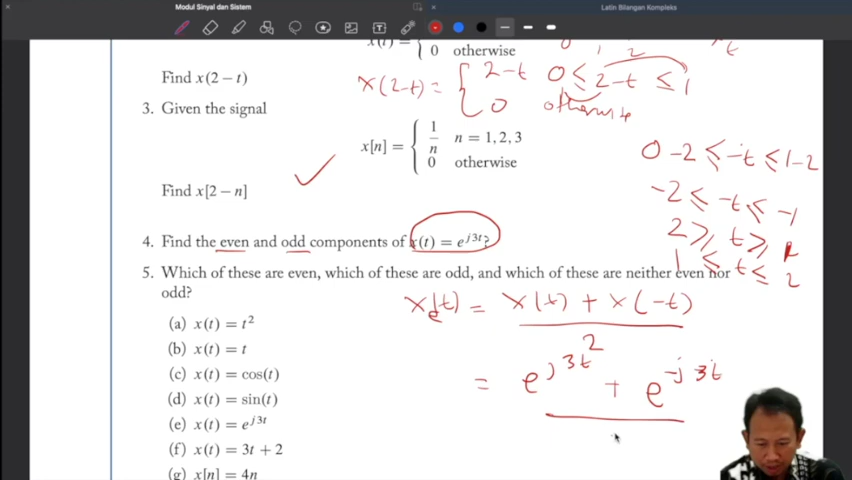 Modul Sinyal dan Sistem
Latin Bilangan Kompleks
0 otherwise
Find x(2 − t)
x(2-t) = { 2-t 0 ≤ 2-t ≤ 1
0 otherwise
3. Given the signal
x[n] = { 1/n n = 1, 2, 3
0 otherwise
Find x[2 − n]
0-2 ≤ -t ≤ 1-2
-2 ≤ -t ≤ -1
2 ≥ t ≥ 1
1 ≤ t ≤ 2
4. Find the even and odd components of x(t) = e^{j3t}?
5. Which of these are even, which of these are odd, and which of these are neither even nor
odd?
x_e(t) = x(t) + x(-t)
2
= e^{j3t} + e^{-j3t}
(a) x(t) = t²
(b) x(t) = t
(c) x(t) = cos(t)
(d) x(t) = sin(t)
(e) x(t) = e^{j3t}
(f) x(t) = 3t + 2
(g) x[n] = 4n